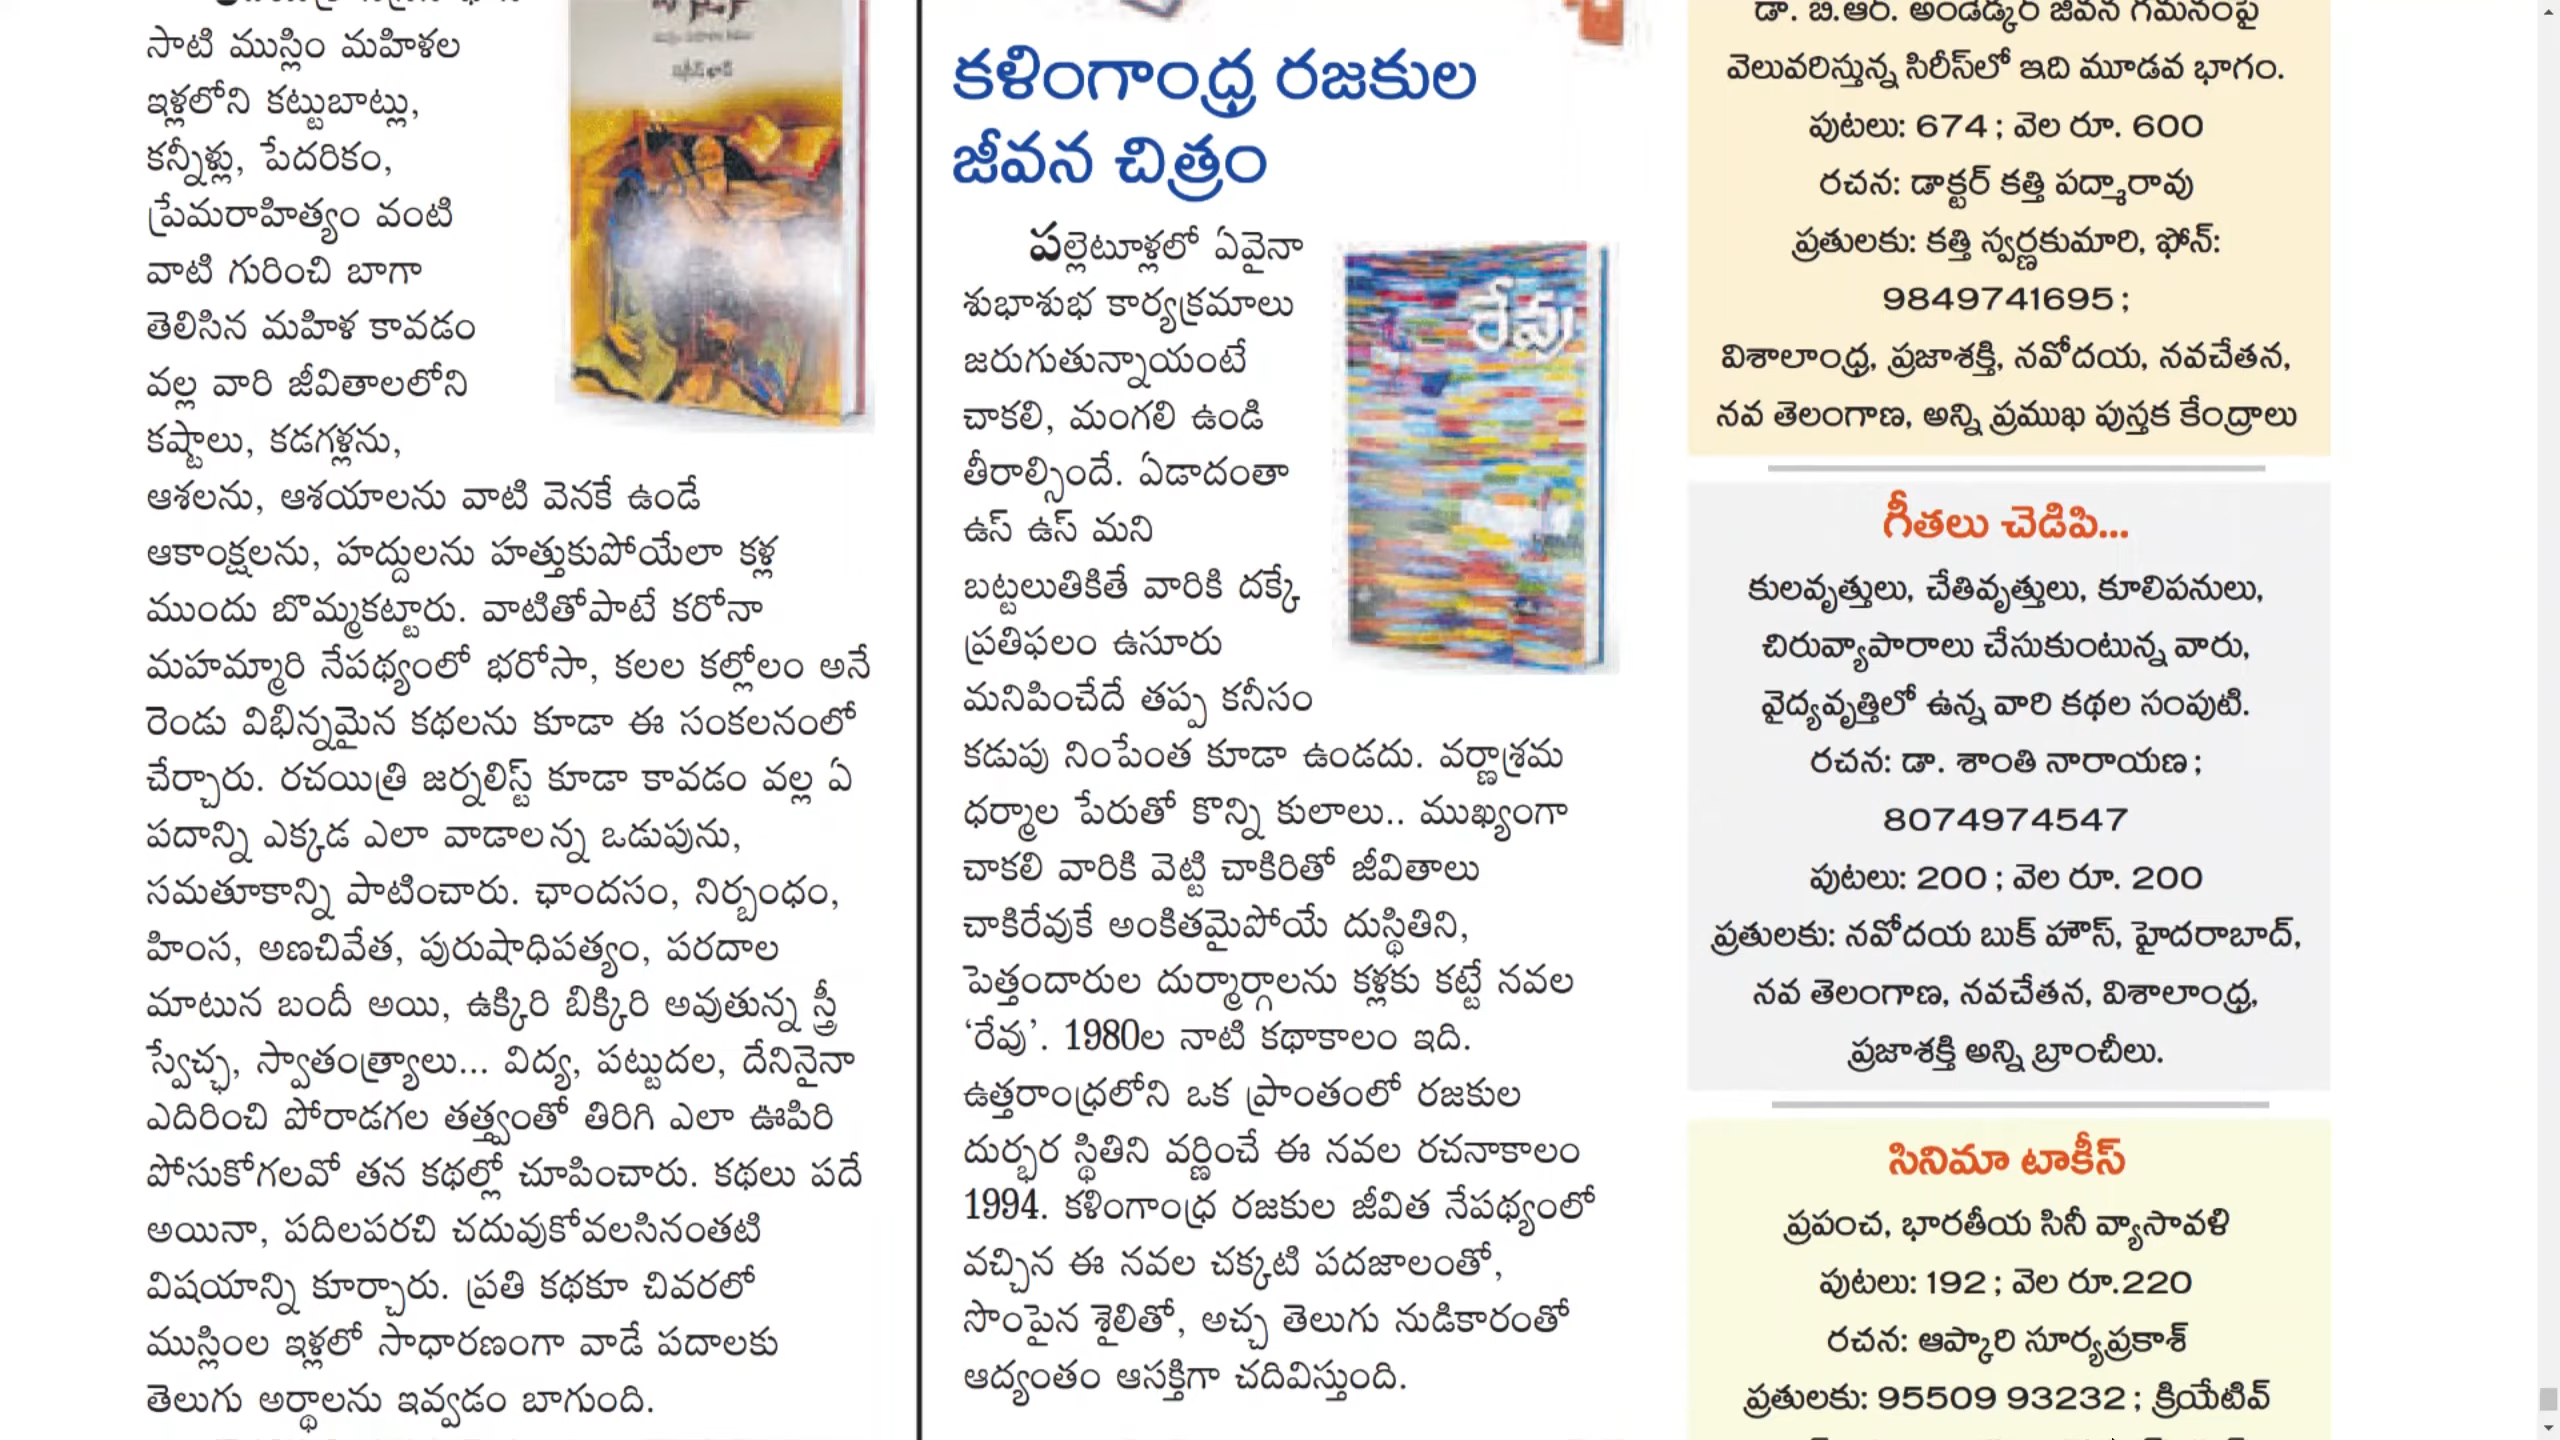 సాటి ముస్లిం మహిళల
ఇళ్లలోని కట్టుబాట్లు,
కన్నీళ్లు, పేదరికం,
ప్రేమరాహిత్యం వంటి
వాటి గురించి బాగా
తెలిసిన మహిళ కావడం
వల్ల వారి జీవితాలలోని
కష్టాలు, కడగళ్లను,
ఆశలను, ఆశయాలను వాటి వెనకే ఉండే
ఆకాంక్షలను, హద్దులను హత్తుకుపోయేలా కళ్ల
ముందు బొమ్మకట్టారు. వాటితోపాటే కరోనా
మహమ్మారి నేపథ్యంలో భరోసా, కలల కల్లోలం అనే
రెండు విభిన్నమైన కథలను కూడా ఈ సంకలనంలో
చేర్చారు. రచయిత్రి జర్నలిస్ట్ కూడా కావడం వల్ల ఏ
పదాన్ని ఎక్కడ ఎలా వాడాలన్న ఒడుపును,
సమతూకాన్ని పాటించారు. ఛాందసం, నిర్బంధం,
హింస, అణచివేత, పురుషాధిపత్యం, పరదాల
మాటున బందీ అయి, ఉక్కిరి బిక్కిరి అవుతున్న స్త్రీ
స్వేచ్ఛ, స్వాతంత్ర్యాలు... విద్య, పట్టుదల, దేనినైనా
ఎదిరించి పోరాడగల తత్త్వంతో తిరిగి ఎలా ఊపిరి
పోసుకోగలవో తన కథల్లో చూపించారు. కథలు పదే
అయినా, పదిలపరచి చదువుకోవలసినంతటి
విషయాన్ని కూర్చారు. ప్రతి కథకూ చివరలో
ముస్లింల ఇళ్లలో సాధారణంగా వాడే పదాలకు
తెలుగు అర్థాలను ఇవ్వడం బాగుంది.
కళింగాంధ్ర రజకుల
జీవన చిత్రం
పల్లెటూళ్లలో ఏవైనా
శుభాశుభ కార్యక్రమాలు
జరుగుతున్నాయంటే
చాకలి, మంగలి ఉండి
తీరాల్సిందే. ఏడాదంతా
ఉస్ ఉస్ మని
బట్టలుతికితే వారికి దక్కే
ప్రతిఫలం ఉసూరు
మనిపించేదే తప్ప కనీసం
కడుపు నింపేంత కూడా ఉండదు. వర్ణాశ్రమ
ధర్మాల పేరుతో కొన్ని కులాలు.. ముఖ్యంగా
చాకలి వారికి వెట్టి చాకిరితో జీవితాలు
చాకిరేవుకే అంకితమైపోయే దుస్థితిని,
పెత్తందారుల దుర్మార్గాలను కళ్లకు కట్టే నవల
‘రేవు’. 1980ల నాటి కథాకాలం ఇది.
ఉత్తరాంధ్రలోని ఒక ప్రాంతంలో రజకుల
దుర్భర స్థితిని వర్ణించే ఈ నవల రచనాకాలం
1994. కళింగాంధ్ర రజకుల జీవిత నేపథ్యంలో
వచ్చిన ఈ నవల చక్కటి పదజాలంతో,
సొంపైన శైలితో, అచ్చ తెలుగు నుడికారంతో
ఆద్యంతం ఆసక్తిగా చదివిస్తుంది.
రేవు
డా. బి.ఆర్. అంబేడ్కర్ జీవన గమనంపై
వెలువరిస్తున్న సిరీస్‌లో ఇది మూడవ భాగం.
పుటలు: 674 ; వెల రూ. 600
రచన: డాక్టర్ కత్తి పద్మారావు
ప్రతులకు: కత్తి స్వర్ణకుమారి, ఫోన్:
9849741695 ;
విశాలాంధ్ర, ప్రజాశక్తి, నవోదయ, నవచేతన,
నవ తెలంగాణ, అన్ని ప్రముఖ పుస్తక కేంద్రాలు
గీతలు చెడిపి...
కులవృత్తులు, చేతివృత్తులు, కూలిపనులు,
చిరువ్యాపారాలు చేసుకుంటున్న వారు,
వైద్యవృత్తిలో ఉన్న వారి కథల సంపుటి.
రచన: డా. శాంతి నారాయణ ;
8074974547
పుటలు: 200 ; వెల రూ. 200
ప్రతులకు: నవోదయ బుక్ హౌస్, హైదరాబాద్,
నవ తెలంగాణ, నవచేతన, విశాలాంధ్ర,
ప్రజాశక్తి అన్ని బ్రాంచీలు.
సినిమా టాకీస్
ప్రపంచ, భారతీయ సినీ వ్యాసావళి
పుటలు: 192 ; వెల రూ.220
రచన: ఆప్కారి సూర్యప్రకాశ్
ప్రతులకు: 95509 93232 ; క్రియేటివ్